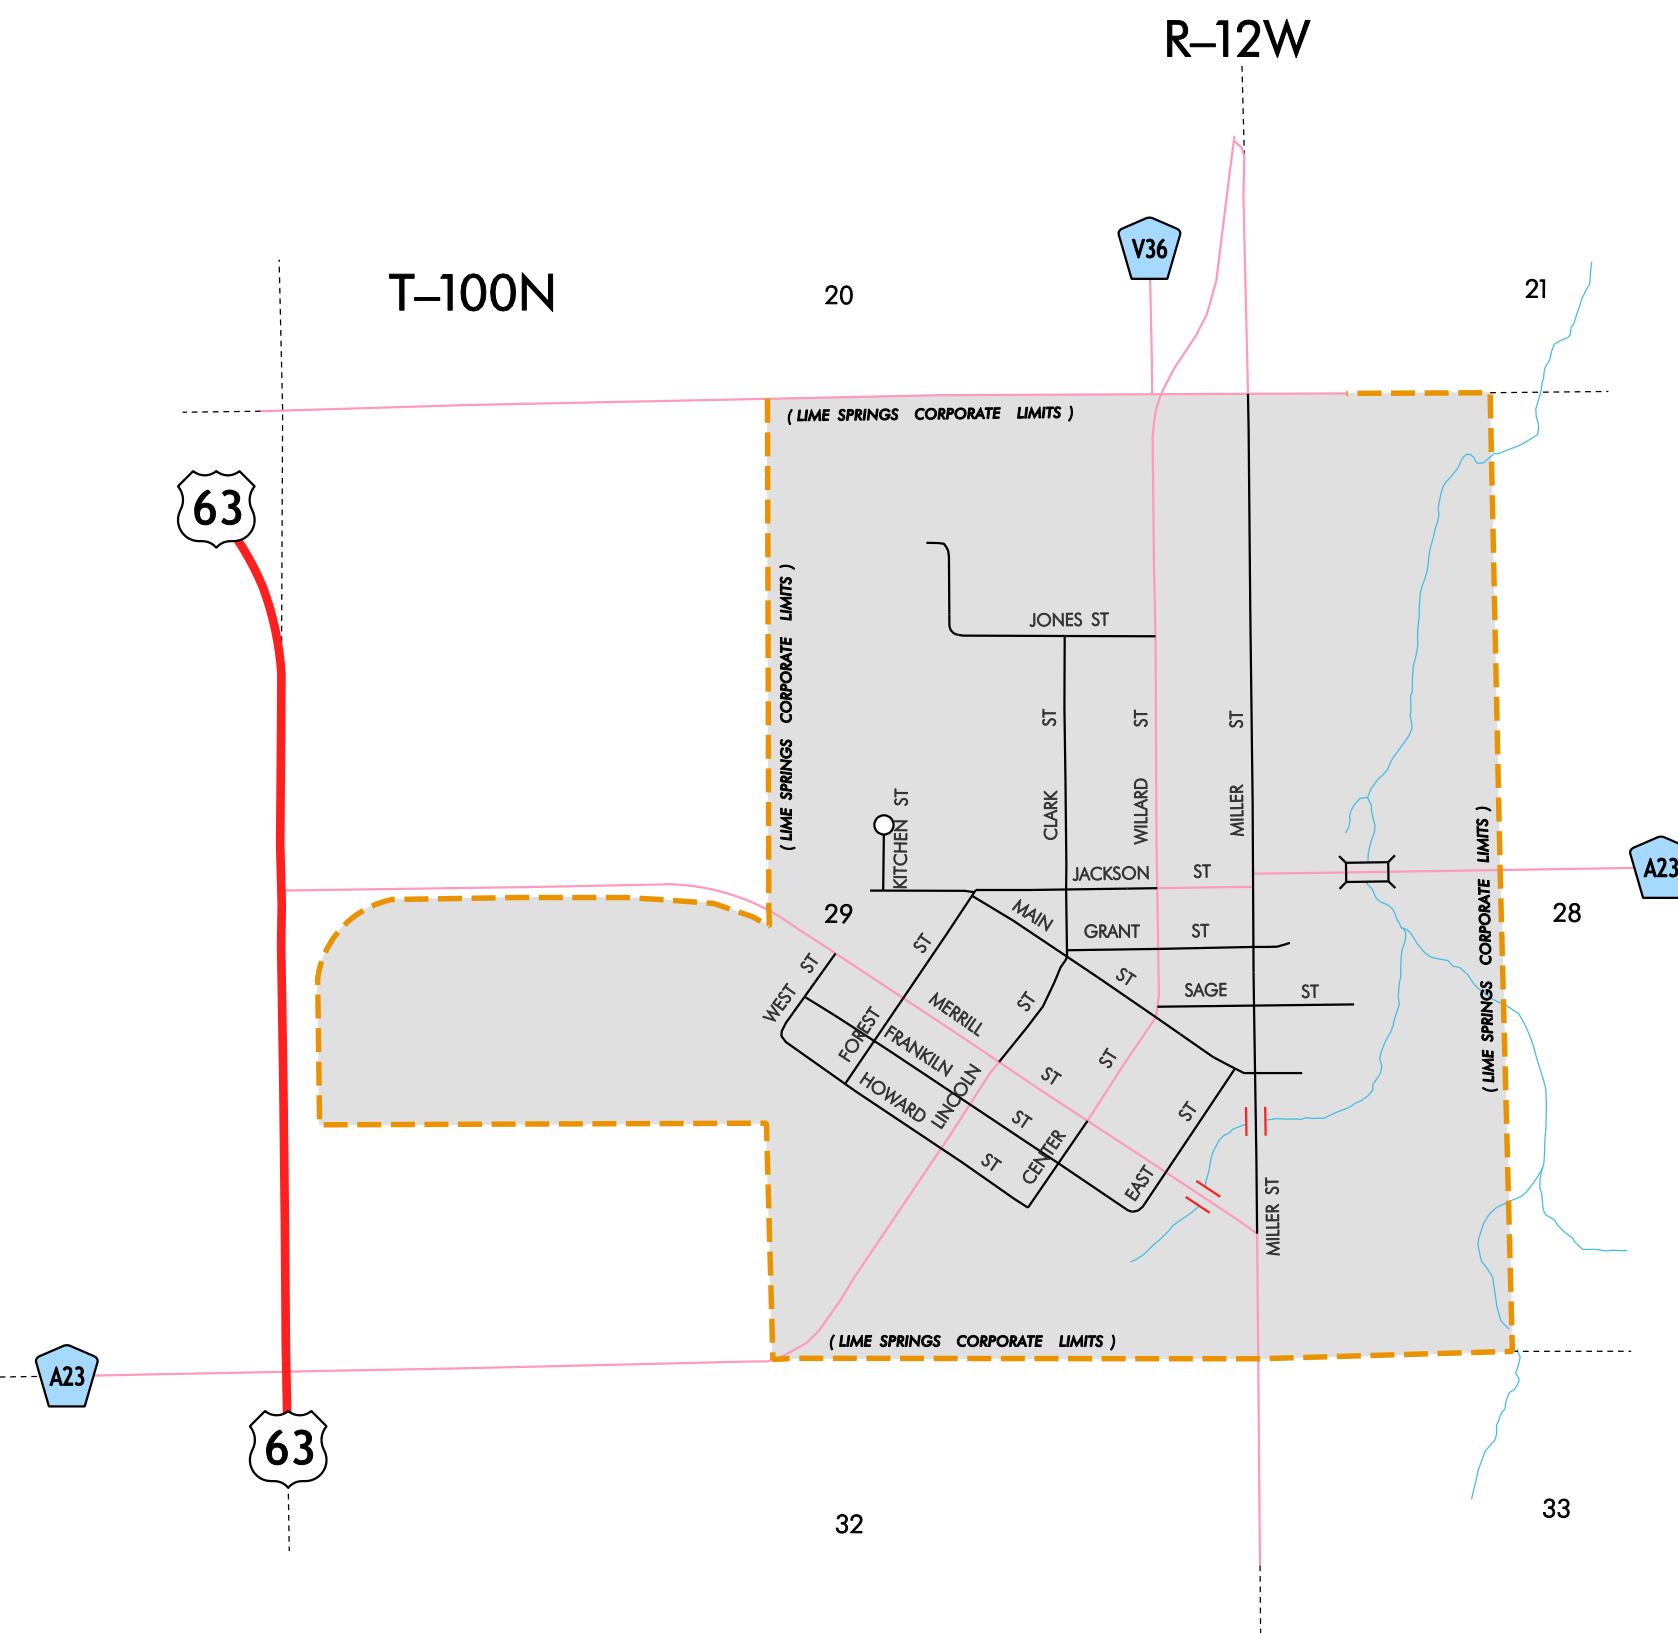 R–12W
V36
T–100N
20
21
( LIME SPRINGS CORPORATE LIMITS )
63
( LIME SPRINGS CORPORATE LIMITS )
JONES ST
CLARK ST
WILLARD ST
MILLER ST
KITCHEN ST
JACKSON ST
( LIME SPRINGS CORPORATE LIMITS )
A23
29
28
MAIN ST
GRANT ST
SAGE ST
WEST ST
FOREST ST
MERRILL ST
FRANKILN ST
HOWARD ST
LINCOLN ST
CENTER ST
EAST ST
MILLER ST
( LIME SPRINGS CORPORATE LIMITS )
A23
63
32
33